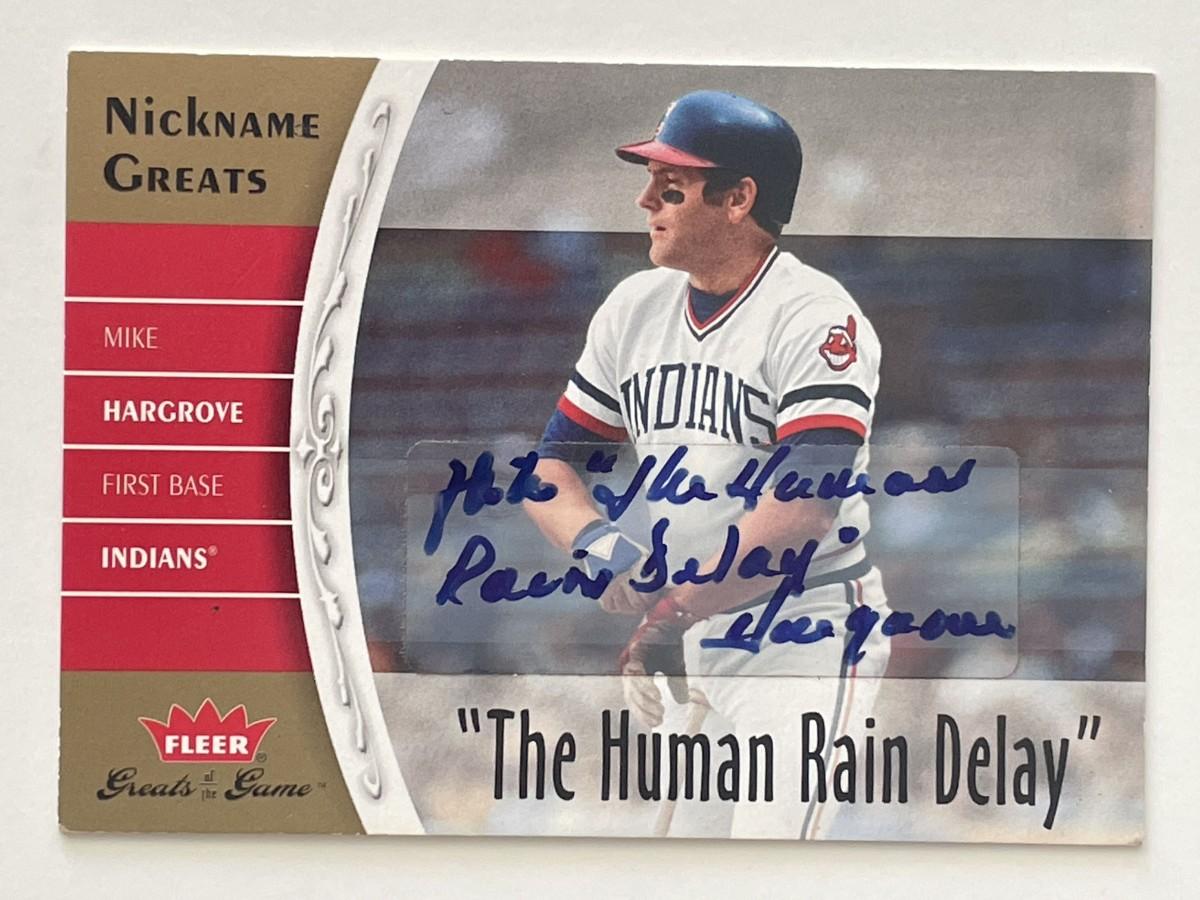 NICKNAME
GREATS
MIKE
HARGROVE
FIRST BASE
INDIANS®
INDIANS
Mike "The Human
Rain Delay"
Hargrove
FLEER®
Greats of the Game™
"The Human Rain Delay"